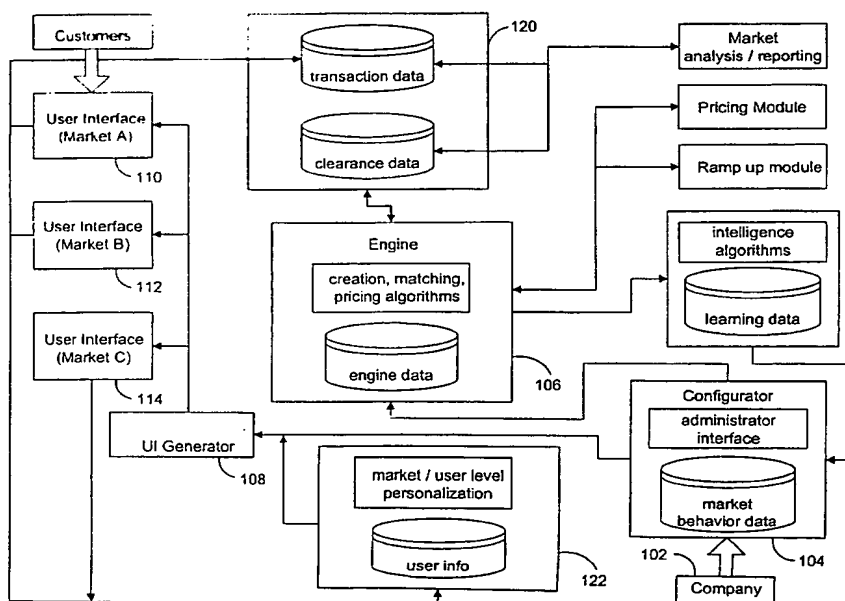 Customers
120
transaction data
Market
analysis / reporting
User Interface
(Market A)
Pricing Module
clearance data
Ramp up module
110
User Interface
(Market B)
Engine
intelligence
algorithms
creation, matching,
pricing algorithms
112
learning data
User Interface
(Market C)
engine data
106
114
Configurator
administrator
interface
UI Generator
market / user level
personalization
108
market
behavior data
user info
122
102
104
Company